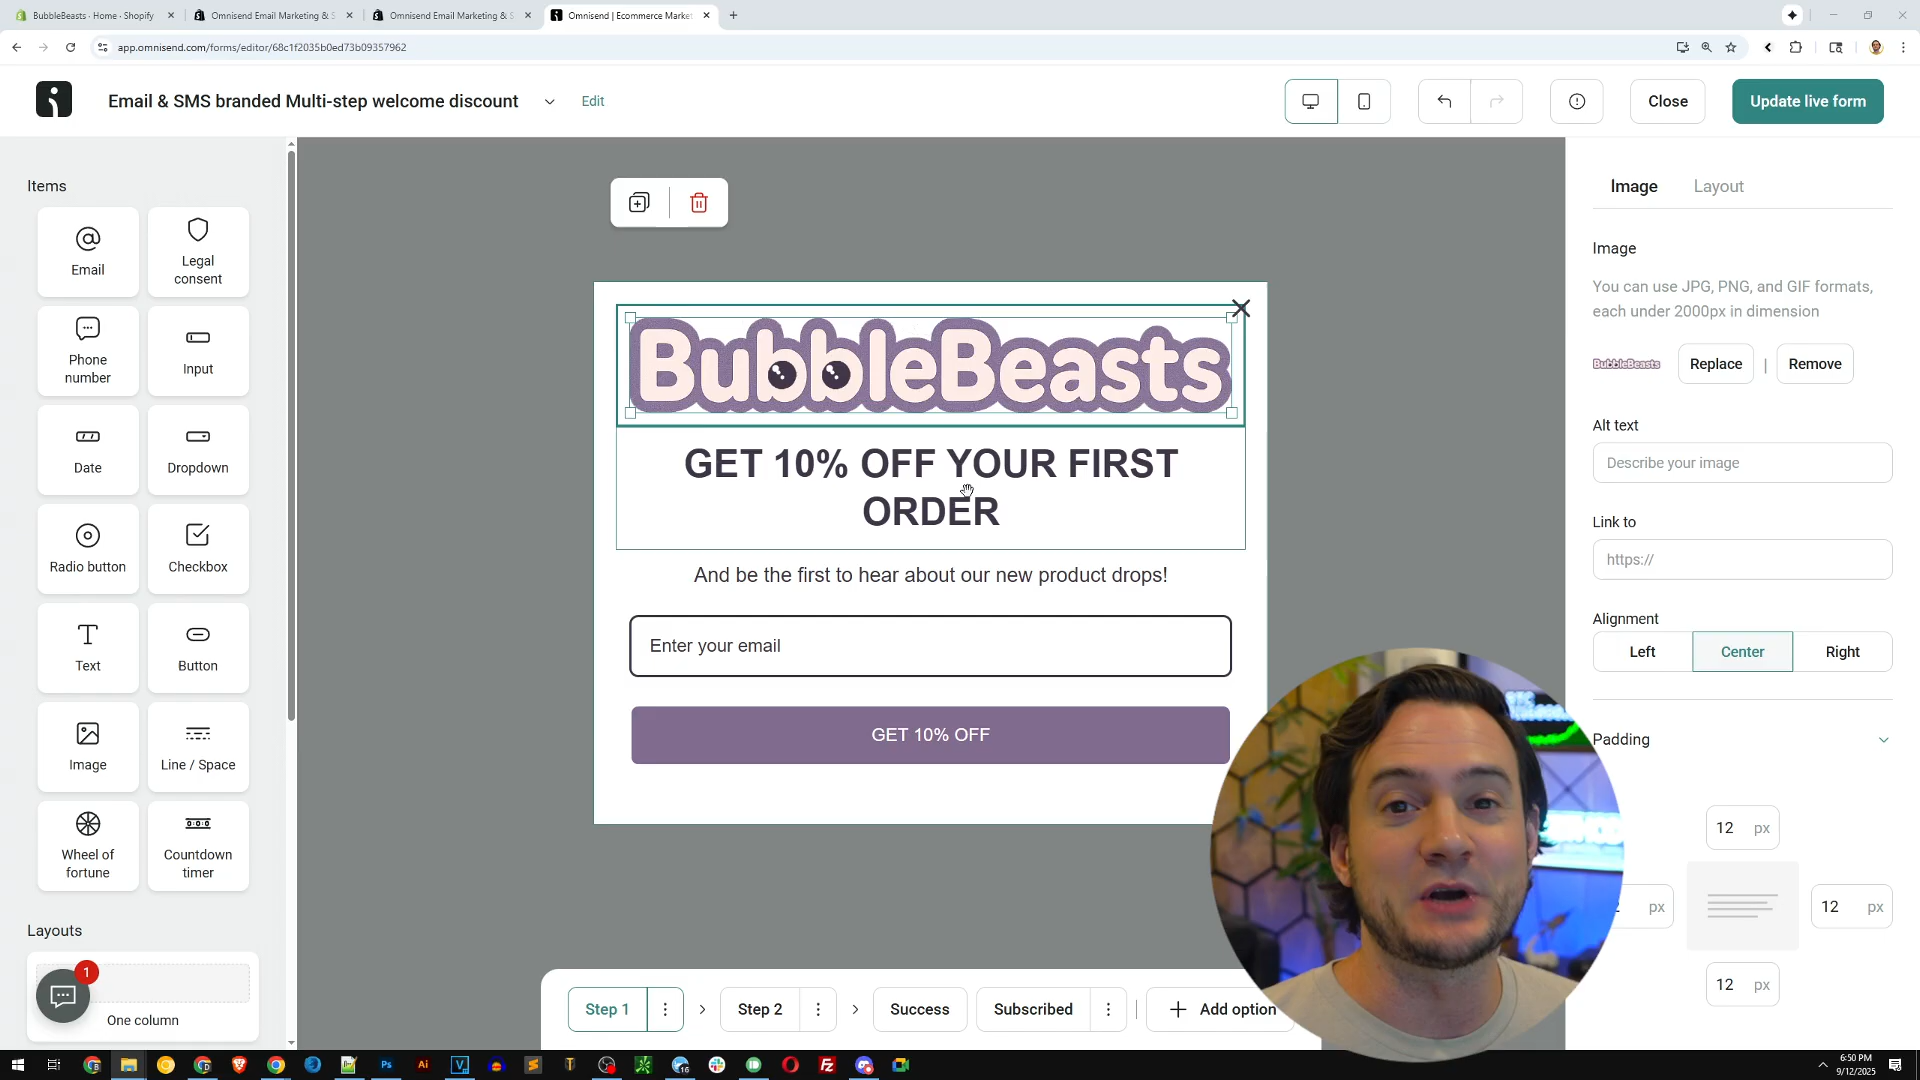 BubbleBeasts · Home · Shopify
Omnisend Email Marketing & S
Omnisend Email Marketing & S
Omnisend | Ecommerce Market
app.omnisend.com/forms/editor/68c1f2035b0ed73b09357962
Email & SMS branded Multi-step welcome discount
Edit
Close
Update live form
Items
Email
Legal
consent
Phone
number
Input
Date
Dropdown
Radio button
Checkbox
Text
Button
Image
Line / Space
Wheel of
fortune
Countdown
timer
Layouts
1
One column
BubbleBeasts
GET 10% OFF YOUR FIRST
ORDER
And be the first to hear about our new product drops!
Enter your email
GET 10% OFF
Step 1
Step 2
Success
Subscribed
Add option
Image
Layout
Image
You can use JPG, PNG, and GIF formats,
each under 2000px in dimension
BubbleBeasts
Replace
|
Remove
Alt text
Describe your image
Link to
https://
Alignment
Left
Center
Right
Padding
12 px
px
12 px
12 px
6:50 PM
9/12/2025